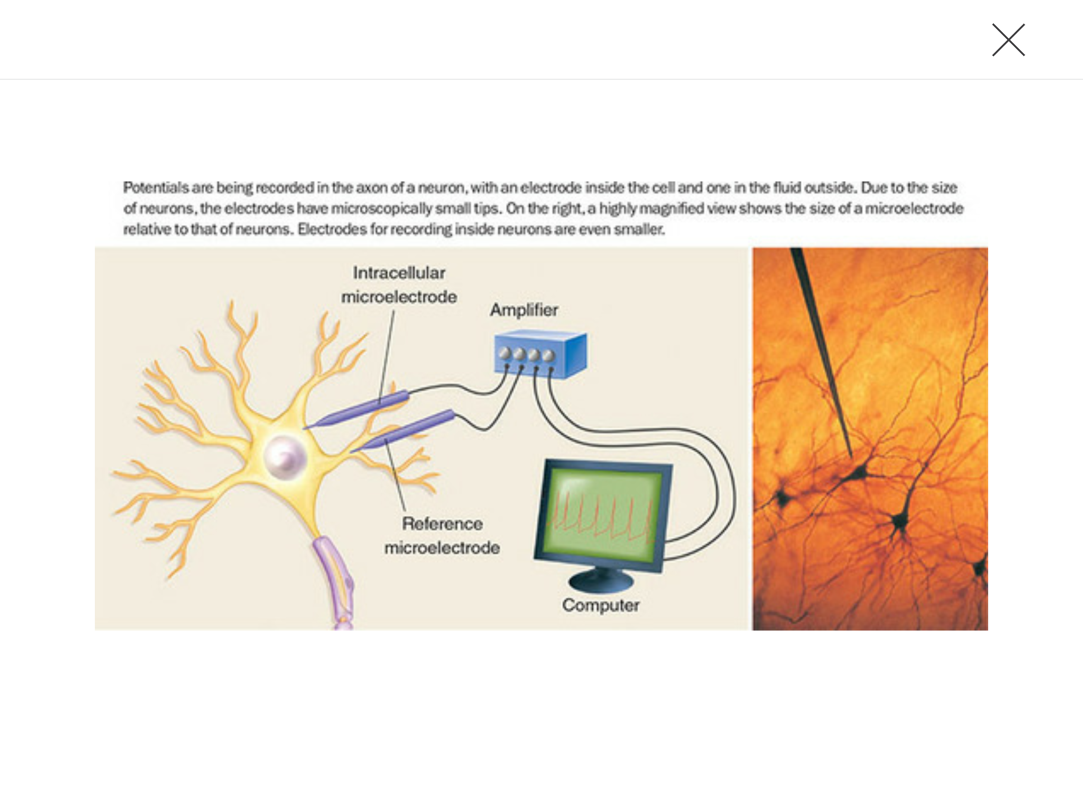 Potentials are being recorded in the axon of a neuron, with an electrode inside the cell and one in the fluid outside. Due to the size
of neurons, the electrodes have microscopically small tips. On the right, a highly magnified view shows the size of a microelectrode
relative to that of neurons. Electrodes for recording inside neurons are even smaller.
Intracellular
microelectrode
Amplifier
Reference
microelectrode
Computer